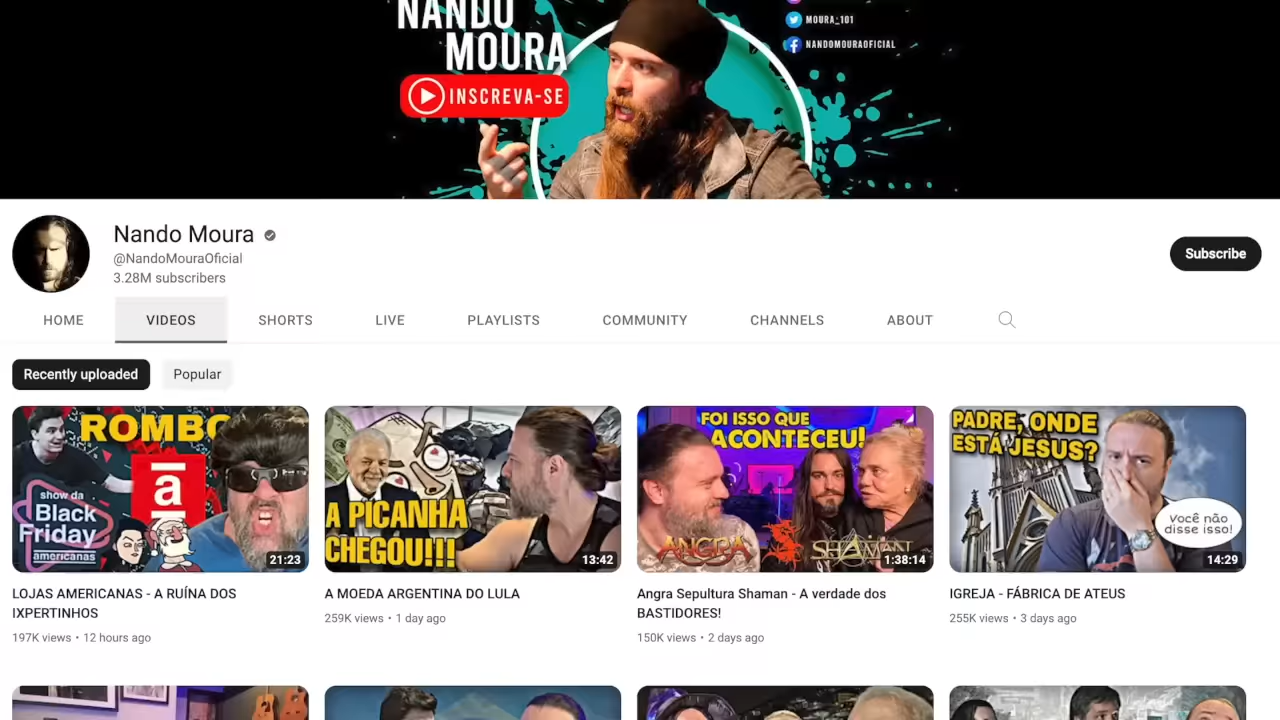 NANDO
MOURA
INSCREVA-SE
MOURA_101
NANDOMOURAOFICIAL
Nando Moura
@NandoMouraOficial
3.28M subscribers
Subscribe
HOME
VIDEOS
SHORTS
LIVE
PLAYLISTS
COMMUNITY
CHANNELS
ABOUT
Recently uploaded
Popular
ROMBO
a
show da
Black
Friday
americanas
21:23
A PICANHA
CHEGOU!!!
13:42
FOI ISSO QUE
ACONTECEU!
ANGRA
SHAMAN
1:38:14
PADRE, ONDE
ESTÁ JESUS?
Você não
disse isso!
14:29
LOJAS AMERICANAS - A RUÍNA DOS
IXPERTINHOS
197K views • 12 hours ago
A MOEDA ARGENTINA DO LULA
259K views • 1 day ago
Angra Sepultura Shaman - A verdade dos
BASTIDORES!
150K views • 2 days ago
IGREJA - FÁBRICA DE ATEUS
255K views • 3 days ago